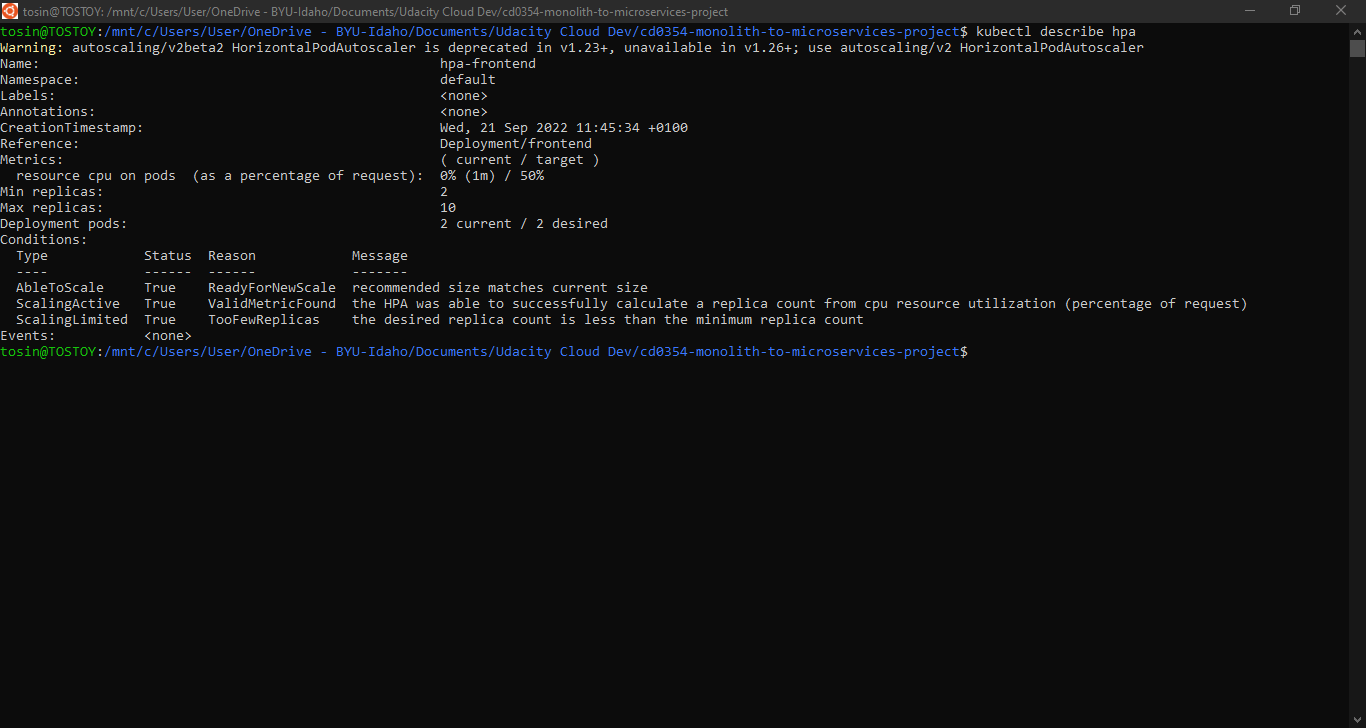 tosin@TOSTOY: /mnt/c/Users/User/OneDrive - BYU-Idaho/Documents/Udacity Cloud Dev/cd0354-monolith-to-microservices-project
tosin@TOSTOY:/mnt/c/Users/User/OneDrive - BYU-Idaho/Documents/Udacity Cloud Dev/cd0354-monolith-to-microservices-project$ kubectl describe hpa
Warning: autoscaling/v2beta2 HorizontalPodAutoscaler is deprecated in v1.23+, unavailable in v1.26+; use autoscaling/v2 HorizontalPodAutoscaler
Name:                                                  hpa-frontend
Namespace:                                             default
Labels:                                                <none>
Annotations:                                           <none>
CreationTimestamp:                                     Wed, 21 Sep 2022 11:45:34 +0100
Reference:                                             Deployment/frontend
Metrics:                                               ( current / target )
  resource cpu on pods  (as a percentage of request):  0% (1m) / 50%
Min replicas:                                          2
Max replicas:                                          10
Deployment pods:                                       2 current / 2 desired
Conditions:
  Type            Status  Reason            Message
  ----            ------  ------            -------
  AbleToScale     True    ReadyForNewScale  recommended size matches current size
  ScalingActive   True    ValidMetricFound  the HPA was able to successfully calculate a replica count from cpu resource utilization (percentage of request)
  ScalingLimited  True    TooFewReplicas    the desired replica count is less than the minimum replica count
Events:           <none>
tosin@TOSTOY:/mnt/c/Users/User/OneDrive - BYU-Idaho/Documents/Udacity Cloud Dev/cd0354-monolith-to-microservices-project$